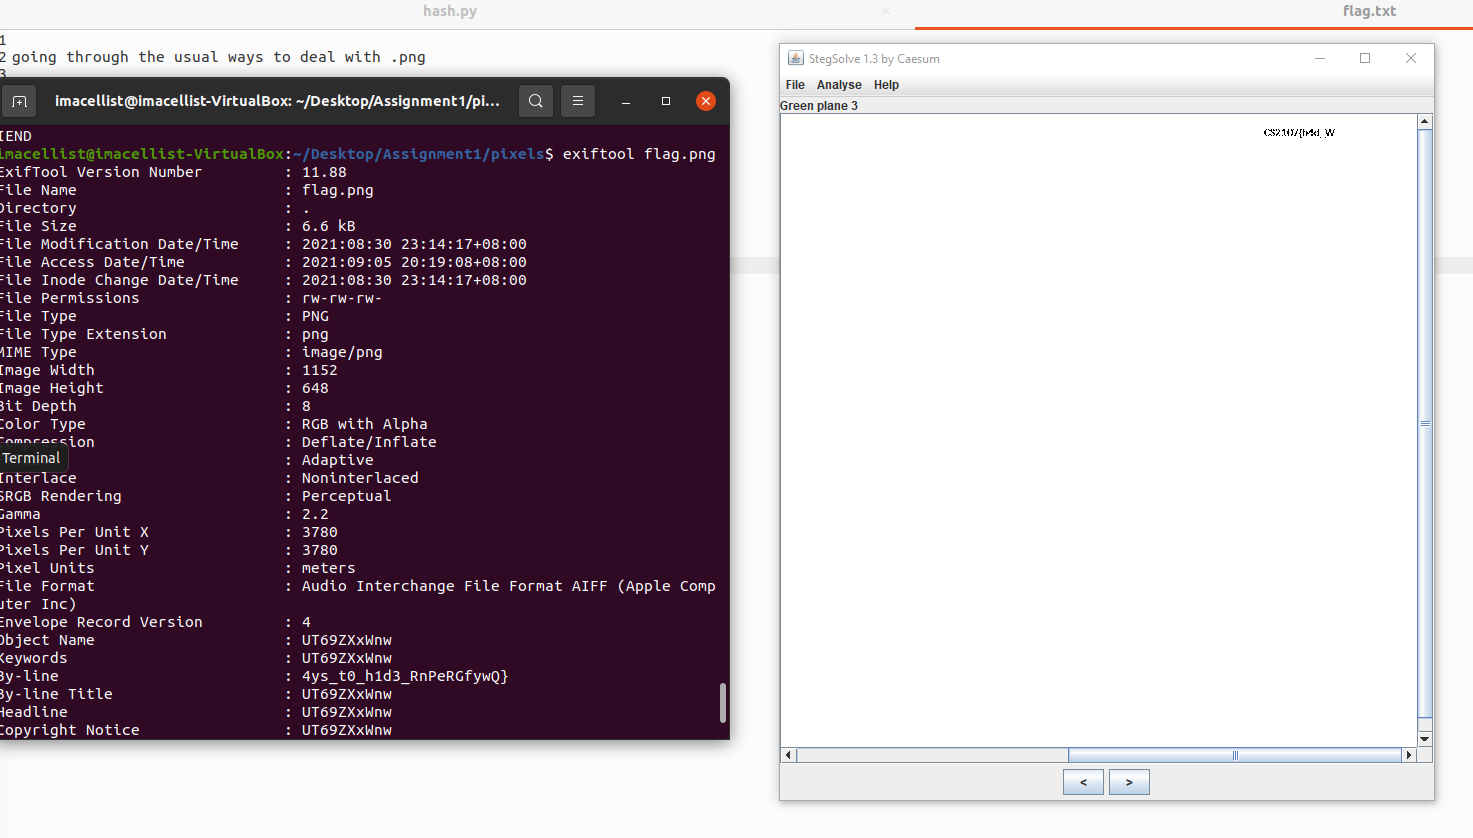 hash.py
flag.txt
1
2 going through the usual ways to deal with .png
3
imacellist@imacellist-VirtualBox: ~/Desktop/Assignment1/pi...
IEND
imacellist@imacellist-VirtualBox:~/Desktop/Assignment1/pixels$ exiftool flag.png
ExifTool Version Number : 11.88
File Name : flag.png
Directory : .
File Size : 6.6 kB
File Modification Date/Time : 2021:08:30 23:14:17+08:00
File Access Date/Time : 2021:09:05 20:19:08+08:00
File Inode Change Date/Time : 2021:08:30 23:14:17+08:00
File Permissions : rw-rw-rw-
File Type : PNG
File Type Extension : png
MIME Type : image/png
Image Width : 1152
Image Height : 648
Bit Depth : 8
Color Type : RGB with Alpha
Compression : Deflate/Inflate
Terminal
: Adaptive
Interlace : Noninterlaced
SRGB Rendering : Perceptual
Gamma : 2.2
Pixels Per Unit X : 3780
Pixels Per Unit Y : 3780
Pixel Units : meters
File Format : Audio Interchange File Format AIFF (Apple Comp
uter Inc)
Envelope Record Version : 4
Object Name : UT69ZXxWnw
Keywords : UT69ZXxWnw
By-line : 4ys_t0_h1d3_RnPeRGfywQ}
By-line Title : UT69ZXxWnw
Headline : UT69ZXxWnw
Copyright Notice : UT69ZXxWnw
StegSolve 1.3 by Caesum
File Analyse Help
Green plane 3
< >